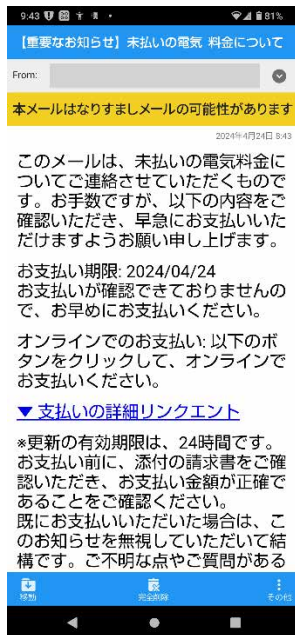 9:43
81%
【重要なお知らせ】未払いの電気 料金について
From:
本メールはなりすましメールの可能性があります
2024年4月24日 8:43
このメールは、未払いの電気料金に
ついてご連絡させていただくもので
す。お手数ですが、以下の内容をご
確認いただき、早急にお支払いいた
だけますようお願い申し上げます。
お支払い期限: 2024/04/24
お支払いが確認できておりませんの
で、お早めにお支払いください。
オンラインでのお支払い: 以下のボ
タンをクリックして、オンラインで
お支払いください。
▼ 支払いの詳細リンクエント
※更新の有効期限は、24時間です。
お支払い前に、添付の請求書をご確
認いただき、お支払い金額が正確で
あることをご確認ください。
既にお支払いいただいた場合は、こ
のお知らせを無視していただいて結
構です。ご不明な点やご質問がある
移動
完全削除
その他